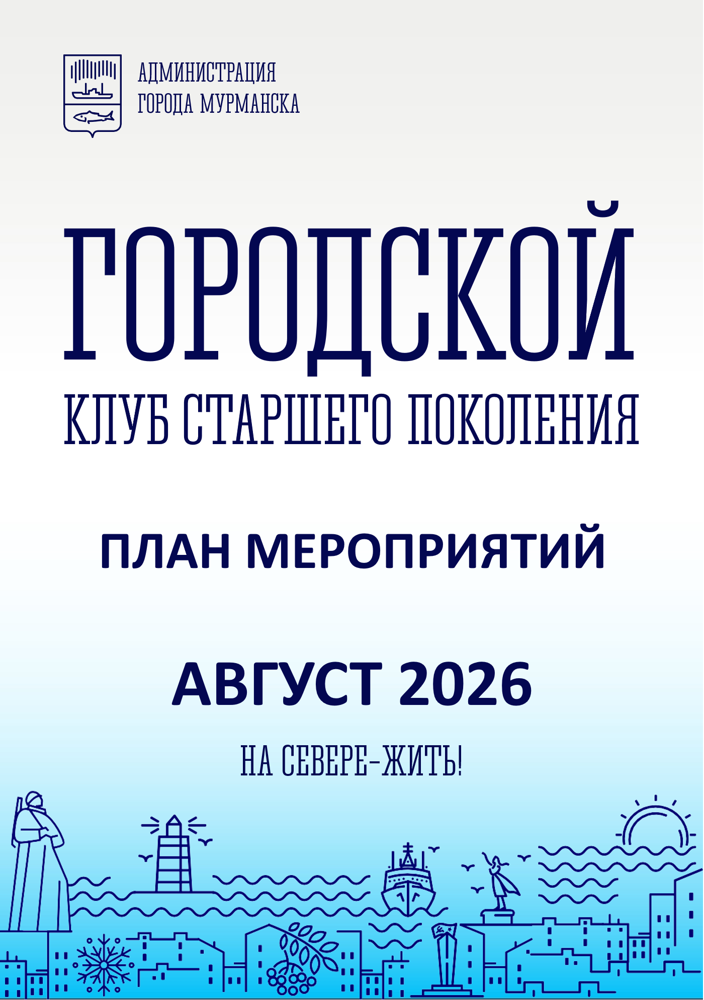 АДМИНИСТРАЦИЯ
ГОРОДА МУРМАНСКА
ГОРОДСКОЙ
КЛУБ СТАРШЕГО ПОКОЛЕНИЯ
ПЛАН МЕРОПРИЯТИЙ
АВГУСТ 2026
НА СЕВЕРЕ-ЖИТЬ!